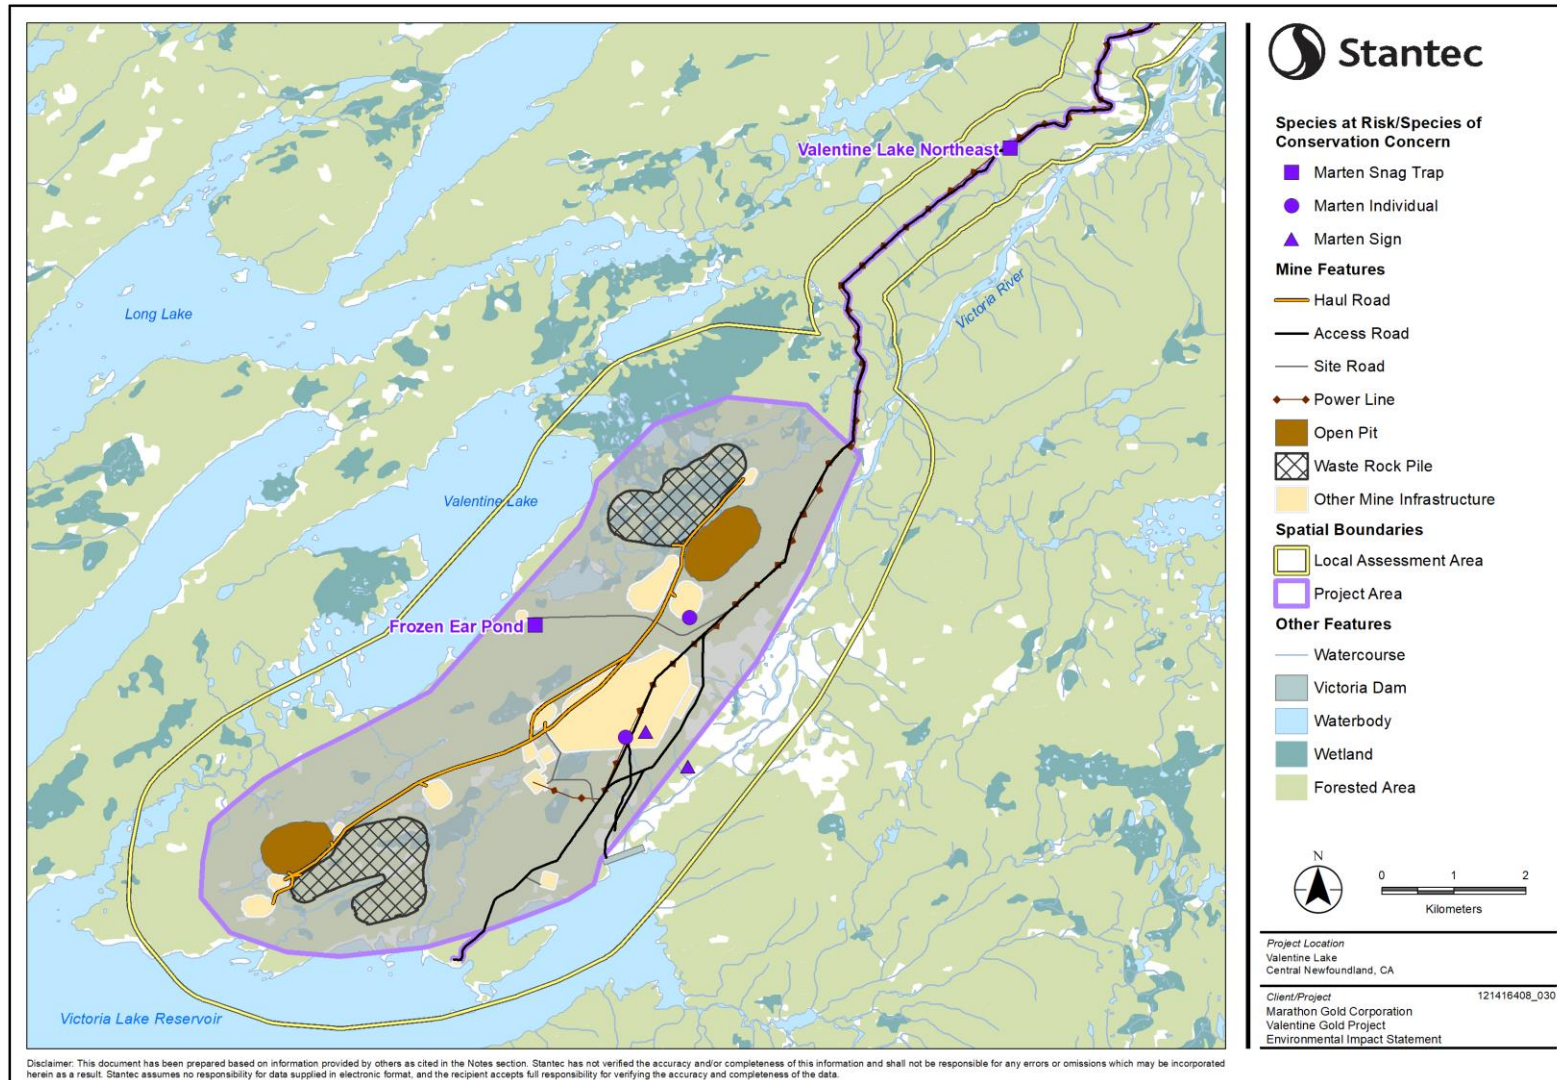 Valentine Lake Northeast
Long Lake
Victoria River
Valentine Lake
Frozen Ear Pond
Victoria Lake Reservoir
Stantec
Species at Risk/Species of
Conservation Concern
Marten Snag Trap
Marten Individual
Marten Sign
Mine Features
Haul Road
Access Road
Site Road
Power Line
Open Pit
Waste Rock Pile
Other Mine Infrastructure
Spatial Boundaries
Local Assessment Area
Project Area
Other Features
Watercourse
Victoria Dam
Waterbody
Wetland
Forested Area
N
0 1 2
Kilometers
Project Location
Valentine Lake
Central Newfoundland, CA
Client/Project 121416408_030
Marathon Gold Corporation
Valentine Gold Project
Environmental Impact Statement
Disclaimer: This document has been prepared based on information provided by others as cited in the Notes section. Stantec has not verified the accuracy and/or completeness of this information and shall not be responsible for any errors or omissions which may be incorporated
herein as a result. Stantec assumes no responsibility for data supplied in electronic format, and the recipient accepts full responsibility for verifying the accuracy and completeness of the data.